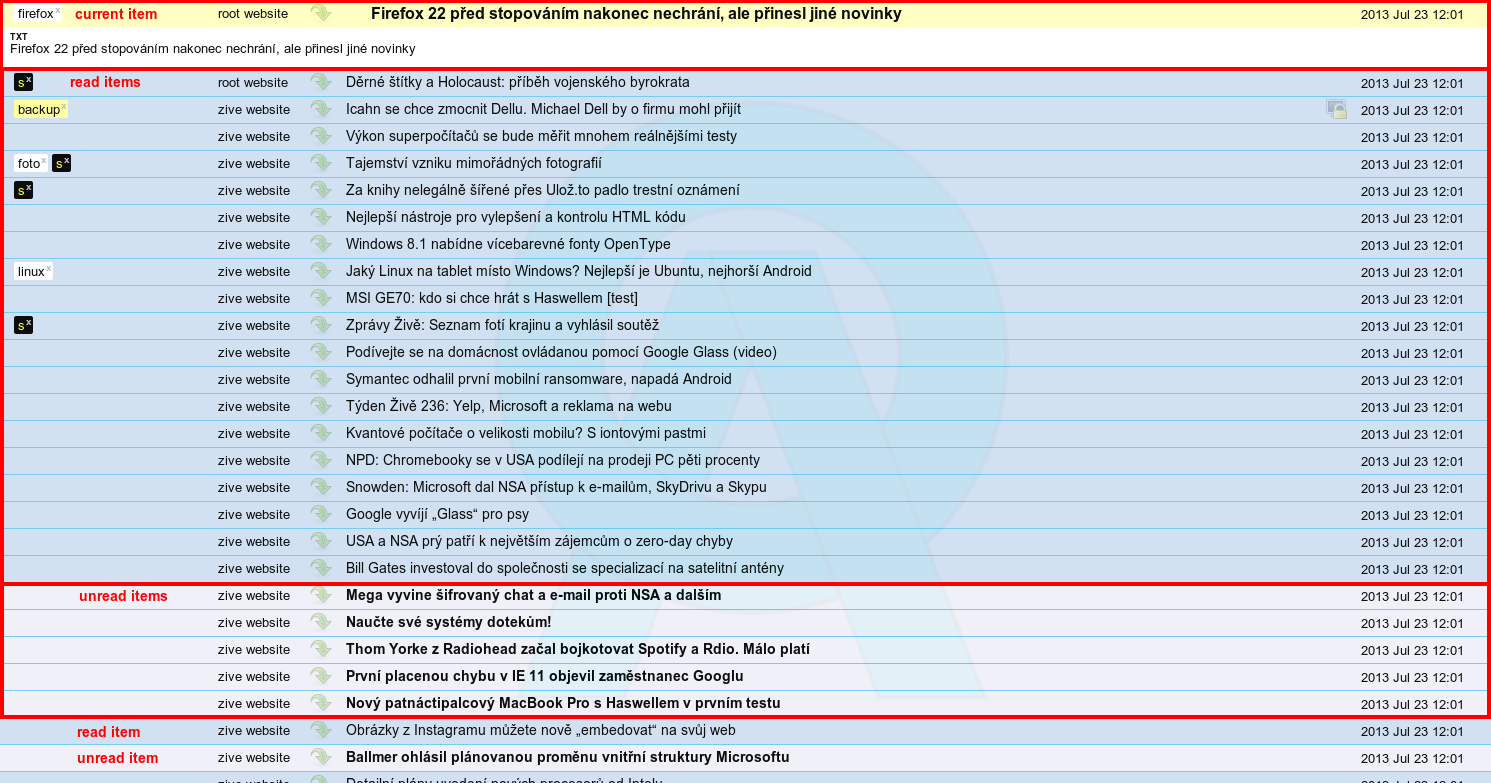 firefox x current item root website Firefox 22 před stopováním nakonec nechrání, ale přinesl jiné novinky 2013 Jul 23 12:01
TXT
Firefox 22 před stopováním nakonec nechrání, ale přinesl jiné novinky
s x read items root website Děrné štítky a Holocaust: příběh vojenského byrokrata 2013 Jul 23 12:01
backup x zive website Icahn se chce zmocnit Dellu. Michael Dell by o firmu mohl přijít 2013 Jul 23 12:01
zive website Výkon superpočítačů se bude měřit mnohem reálnějšími testy 2013 Jul 23 12:01
foto x s x zive website Tajemství vzniku mimořádných fotografií 2013 Jul 23 12:01
s x zive website Za knihy nelegálně šířené přes Ulož.to padlo trestní oznámení 2013 Jul 23 12:01
zive website Nejlepší nástroje pro vylepšení a kontrolu HTML kódu 2013 Jul 23 12:01
zive website Windows 8.1 nabídne vícebarevné fonty OpenType 2013 Jul 23 12:01
linux x zive website Jaký Linux na tablet místo Windows? Nejlepší je Ubuntu, nejhorší Android 2013 Jul 23 12:01
zive website MSI GE70: kdo si chce hrát s Haswellem [test] 2013 Jul 23 12:01
s x zive website Zprávy Živě: Seznam fotí krajinu a vyhlásil soutěž 2013 Jul 23 12:01
zive website Podívejte se na domácnost ovládanou pomocí Google Glass (video) 2013 Jul 23 12:01
zive website Symantec odhalil první mobilní ransomware, napadá Android 2013 Jul 23 12:01
zive website Týden Živě 236: Yelp, Microsoft a reklama na webu 2013 Jul 23 12:01
zive website Kvantové počítače o velikosti mobilu? S iontovými pastmi 2013 Jul 23 12:01
zive website NPD: Chromebooky se v USA podílejí na prodeji PC pěti procenty 2013 Jul 23 12:01
zive website Snowden: Microsoft dal NSA přístup k e-mailům, SkyDrivu a Skypu 2013 Jul 23 12:01
zive website Google vyvíjí „Glass“ pro psy 2013 Jul 23 12:01
zive website USA a NSA prý patří k největším zájemcům o zero-day chyby 2013 Jul 23 12:01
zive website Bill Gates investoval do společnosti se specializací na satelitní antény 2013 Jul 23 12:01
unread items zive website Mega vyvine šifrovaný chat a e-mail proti NSA a dalším 2013 Jul 23 12:01
zive website Naučte své systémy dotekům! 2013 Jul 23 12:01
zive website Thom Yorke z Radiohead začal bojkotovat Spotify a Rdio. Málo platí 2013 Jul 23 12:01
zive website První placenou chybu v IE 11 objevil zaměstnanec Googlu 2013 Jul 23 12:01
zive website Nový patnáctipalcový MacBook Pro s Haswellem v prvním testu 2013 Jul 23 12:01
read item zive website Obrázky z Instagramu můžete nově „embedovat“ na svůj web 2013 Jul 23 12:01
unread item zive website Ballmer ohlásil plánovanou proměnu vnitřní struktury Microsoftu 2013 Jul 23 12:01
zive website Detailní plány uvedení nových procesorů od Intelu 2013 Jul 23 12:01